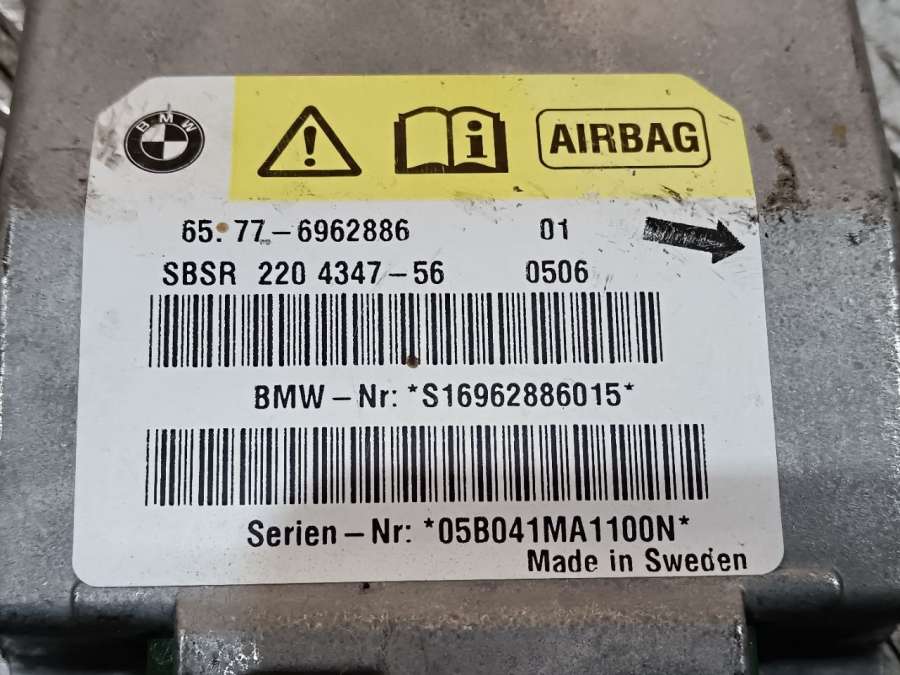 BMW
i
AIRBAG
65. 77-6962886 01
SBSR 220 4347-56 0506
BMW-Nr: *S16962886015*
Serien-Nr: *05B041MA1100N*
Made in Sweden